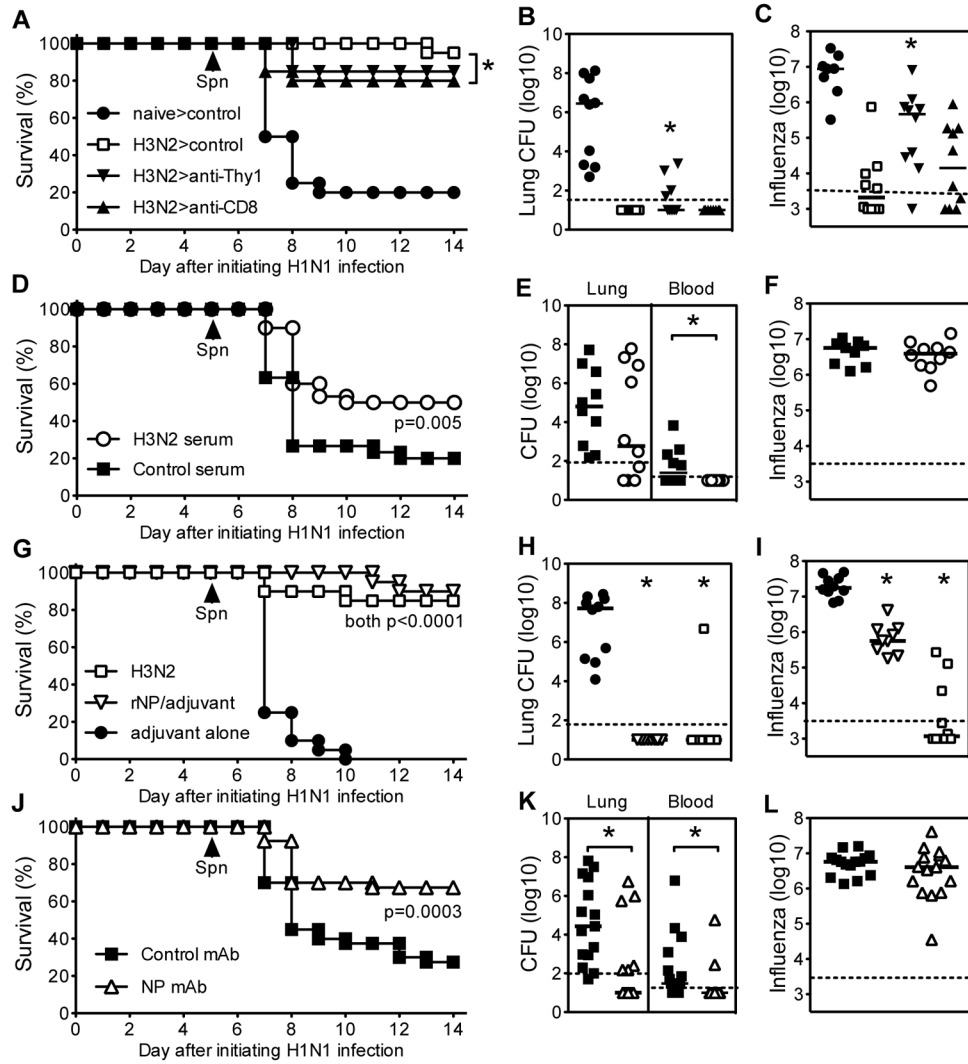 A
Survival (%)
100
80
60
40
20
0
Spn
*
naive>control
H3N2>control
H3N2>anti-Thy1
H3N2>anti-CD8
0 2 4 6 8 10 12 14
Day after initiating H1N1 infection
B
Lung CFU (log10)
10
8
6
4
2
0
*
C
Influenza (log10)
8
7
6
5
4
3
*
D
Survival (%)
100
80
60
40
20
0
Spn
p=0.005
H3N2 serum
Control serum
0 2 4 6 8 10 12 14
Day after initiating H1N1 infection
E
Lung Blood
CFU (log10)
10
8
6
4
2
0
*
F
Influenza (log10)
8
7
6
5
4
3
G
Survival (%)
100
80
60
40
20
0
Spn
both p<0.0001
H3N2
rNP/adjuvant
adjuvant alone
0 2 4 6 8 10 12 14
Day after initiating H1N1 infection
H
Lung CFU (log10)
10
8
6
4
2
0
* *
I
Influenza (log10)
8
7
6
5
4
3
* *
J
Survival (%)
100
80
60
40
20
0
Spn
p=0.0003
Control mAb
NP mAb
0 2 4 6 8 10 12 14
Day after initiating H1N1 infection
K
Lung Blood
CFU (log10)
10
8
6
4
2
0
* *
L
Influenza (log10)
8
7
6
5
4
3